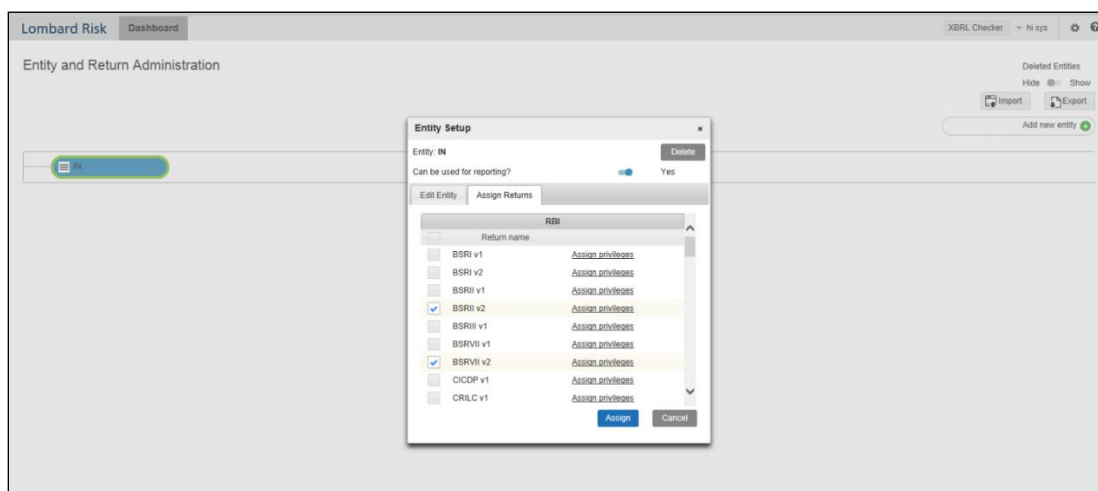 Lombard Risk Dashboard XBRL Checker hi sys
Entity and Return Administration
Deleted Entities
Hide Show
Import Export
Add new entity
IN
Entity Setup
Entity: IN Delete
Can be used for reporting? Yes
Edit Entity Assign Returns
RBI
Return name
BSRI v1 Assign privileges
BSRI v2 Assign privileges
BSRII v1 Assign privileges
BSRII v2 Assign privileges
BSRIII v1 Assign privileges
BSRVII v1 Assign privileges
BSRVII v2 Assign privileges
CICDP v1 Assign privileges
CRILC v1 Assign privileges
Assign Cancel